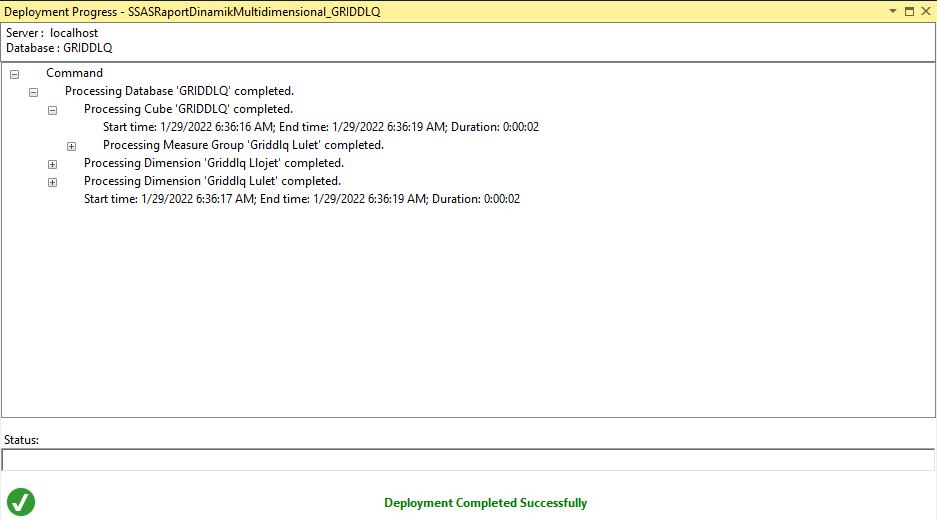 Deployment Progress - SSASRaportDinamikMultidimensional_GRIDDLQ
Server : localhost
Database : GRIDDLQ
Command
Processing Database 'GRIDDLQ' completed.
Processing Cube 'GRIDDLQ' completed.
Start time: 1/29/2022 6:36:16 AM; End time: 1/29/2022 6:36:19 AM; Duration: 0:00:02
Processing Measure Group 'Griddlq Lulet' completed.
Processing Dimension 'Griddlq Llojet' completed.
Processing Dimension 'Griddlq Lulet' completed.
Start time: 1/29/2022 6:36:17 AM; End time: 1/29/2022 6:36:19 AM; Duration: 0:00:02
Status:
Deployment Completed Successfully